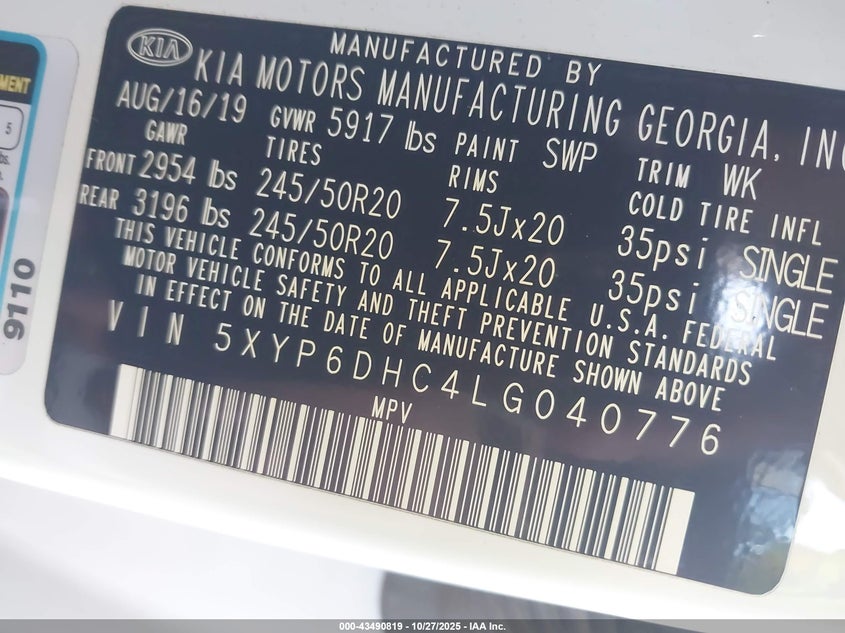 KIA
MANUFACTURED BY
KIA MOTORS MANUFACTURING GEORGIA, INC
AUG/16/19 GVWR 5917 lbs PAINT SWP TRIM WK
GAWR TIRES RIMS COLD TIRE INFL
FRONT 2954 lbs 245/50R20 7.5Jx20 35psi SINGLE
REAR 3196 lbs 245/50R20 7.5Jx20 35psi SINGLE
THIS VEHICLE CONFORMS TO ALL APPLICABLE U.S.A. FEDERAL
MOTOR VEHICLE SAFETY AND THEFT PREVENTION STANDARDS
IN EFFECT ON THE DATE OF MANUFACTURE SHOWN ABOVE
VIN 5XYP6DHC4LG040776
MPV
5
9110
000-43490819 - 10/27/2025 - IAA Inc.